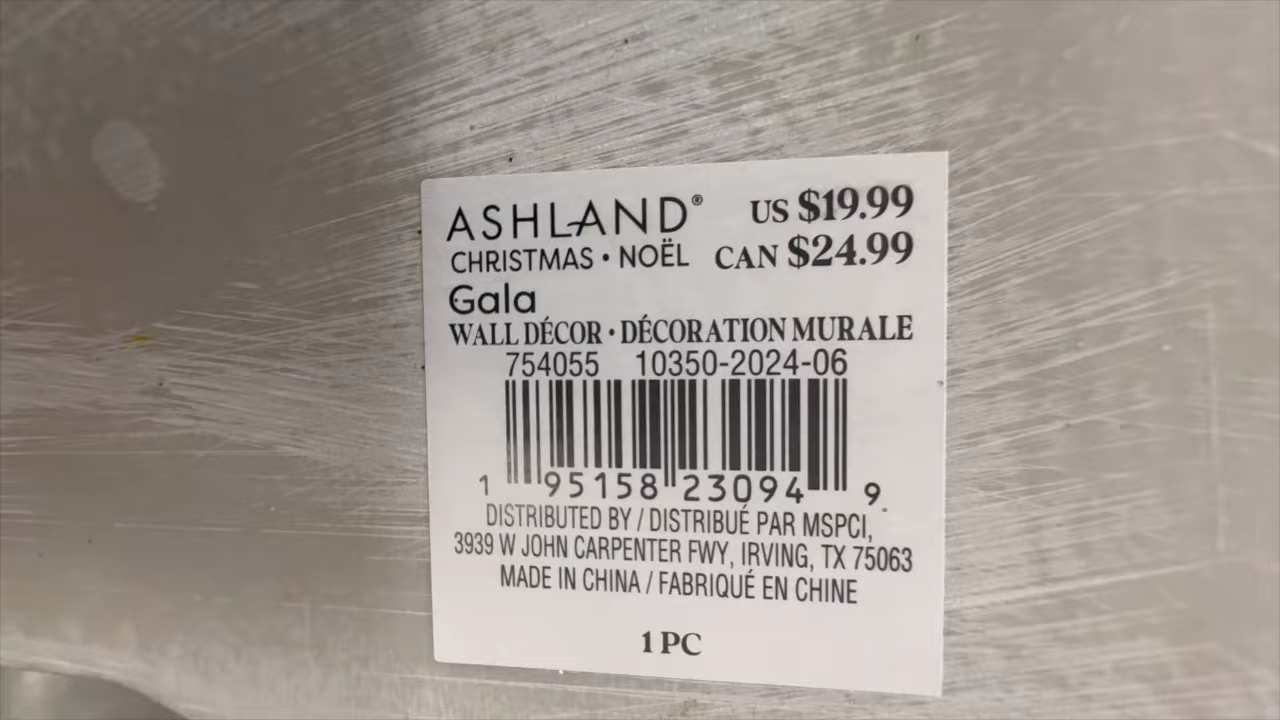 ASHLAND® US $19.99
CHRISTMAS • NOËL CAN $24.99
Gala
WALL DÉCOR • DÉCORATION MURALE
754055 10350-2024-06
1 95158 23094 9
DISTRIBUTED BY / DISTRIBUÉ PAR MSPCI,
3939 W JOHN CARPENTER FWY, IRVING, TX 75063
MADE IN CHINA / FABRIQUÉ EN CHINE
1 PC